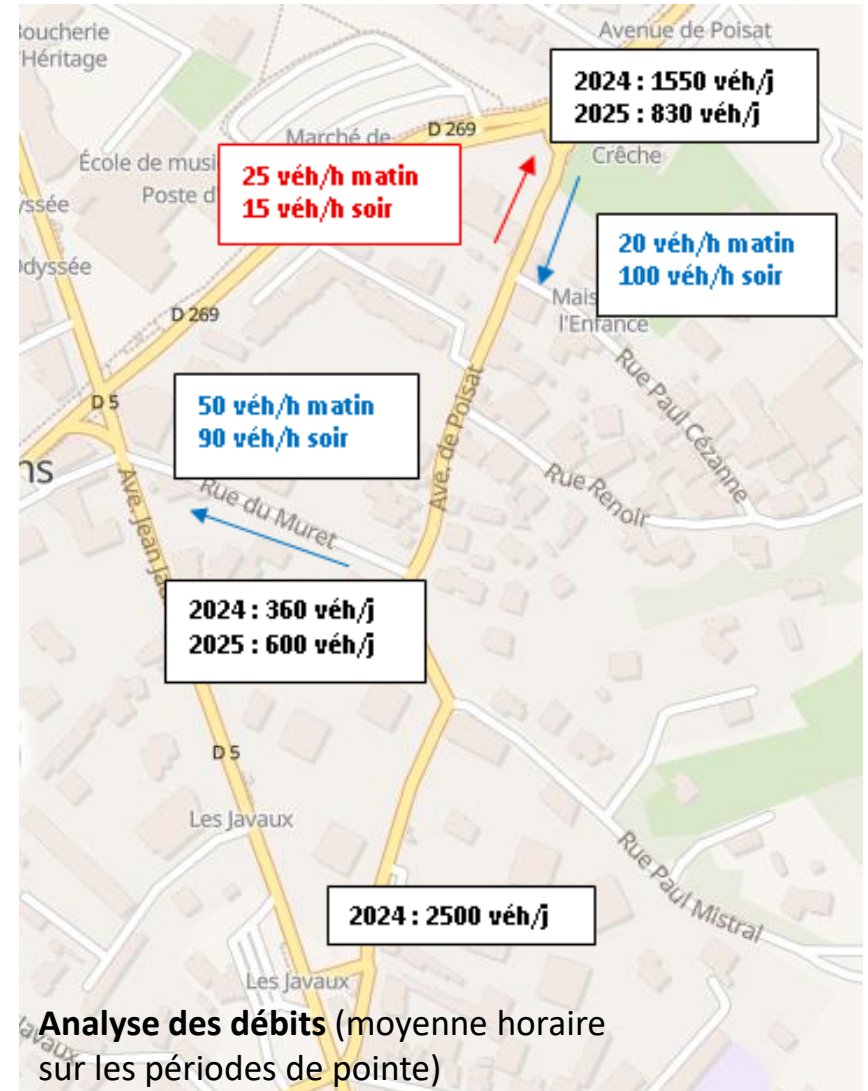 Boucherie
l'Héritage
Avenue de Poisat
2024 : 1550 véh/j
2025 : 830 véh/j
D 269
Marché de
École de musi
Poste d'
Crêche
25 véh/h matin
15 véh/h soir
yssée
Odyssée
20 véh/h matin
100 véh/h soir
Mais
l'Enfance
D 269
Rue Paul Cézanne
Ave. de Poisat
50 véh/h matin
90 véh/h soir
D 5
ns
Rue Renoir
Rue du Muret
Ave. Jean Jau
2024 : 360 véh/j
2025 : 600 véh/j
D 5
Les Javaux
Rue Paul Mistral
2024 : 2500 véh/j
Les Javaux
Javaux
Analyse des débits (moyenne horaire
sur les périodes de pointe)